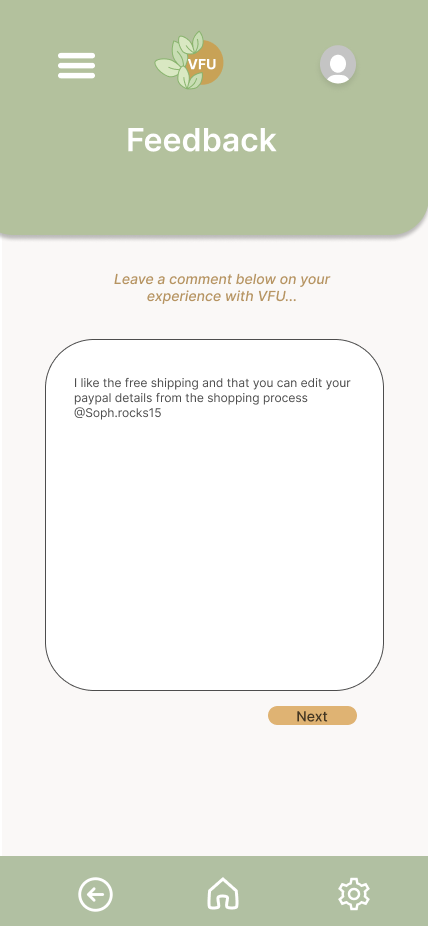 VFU
Feedback
Leave a comment below on your
experience with VFU...
I like the free shipping and that you can edit your
paypal details from the shopping process
@Soph.rocks15
Next